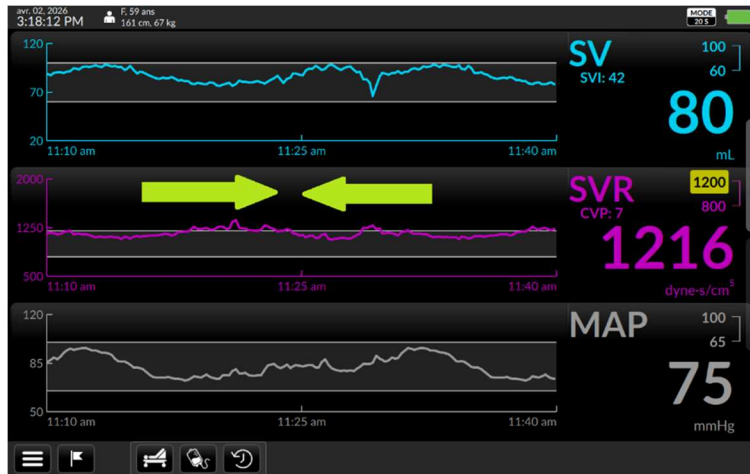 avr. 02, 2026
3:18:12 PM
F, 59 ans
161 cm, 67 kg
MODE
20 S
120
70
20
11:10 am
11:25 am
11:40 am
SV
SVI: 42
100
60
80
mL
2000
1250
500
11:10 am
11:25 am
11:40 am
SVR
CVP: 7
1200
800
1216
dyne-s/cm5
120
85
50
11:10 am
11:25 am
11:40 am
MAP
100
65
75
mmHg